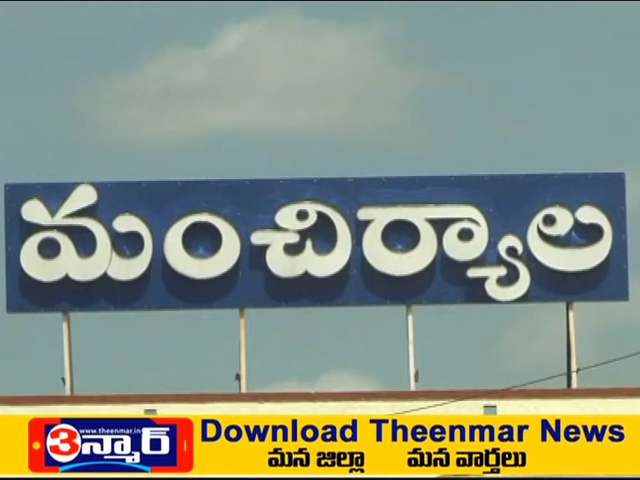 మంచిర్యాల
www.theenmar.in
3న్మార్
Download Theenmar News
మన జిల్లా మన వార్తలు